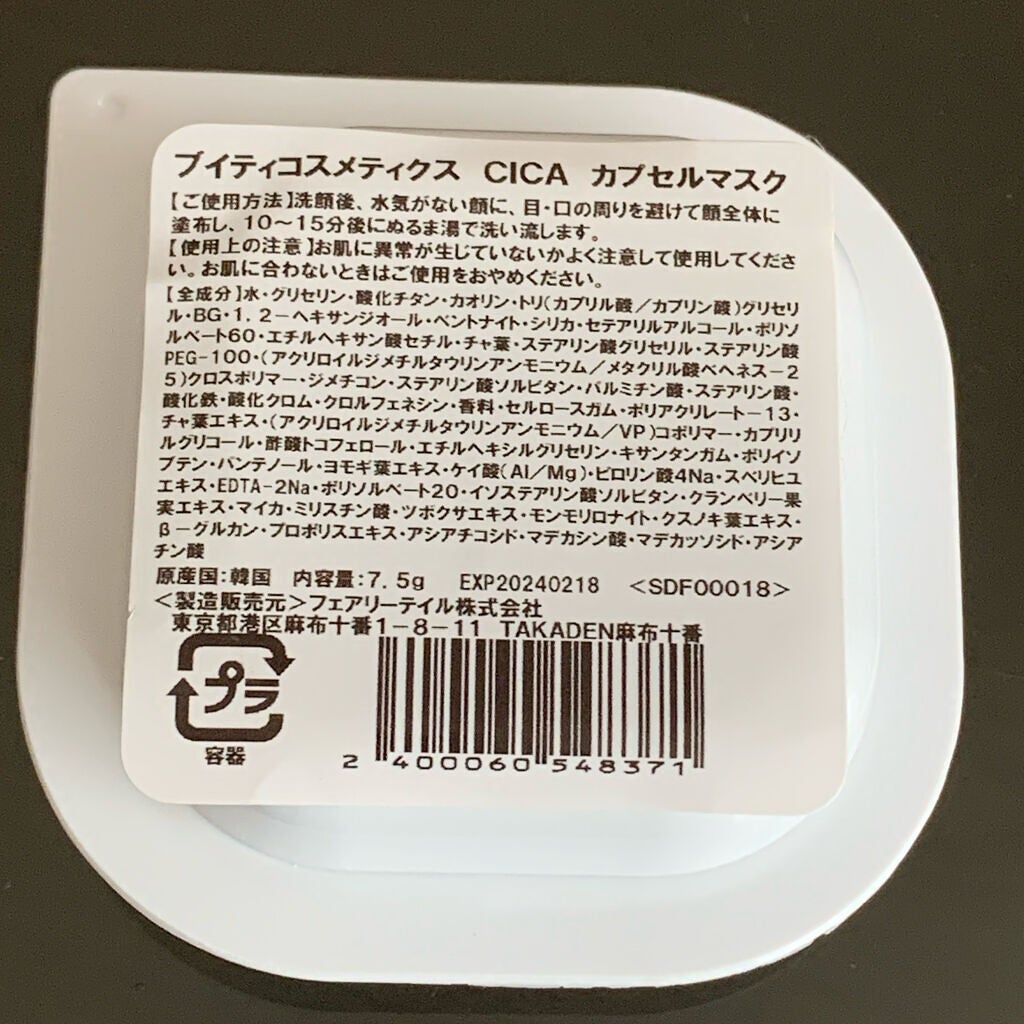 ブイティコスメティクス CICA カプセルマスク
【ご使用方法】洗顔後、水気がない顔に、目・口の周りを避けて顔全体に
塗布し、10～15分後にぬるま湯で洗い流します。
【使用上の注意】お肌に異常が生じていないかよく注意して使用してくださ
い。お肌に合わないときはご使用をおやめください。
【全成分】水・グリセリン・酸化チタン・カオリン・トリ(カプリル酸／カプリン酸)グリセリ
ル・BG・1,2－ヘキサンジオール・ベントナイト・シリカ・セテアリルアルコール・ポリソ
ルベート60・エチルヘキサン酸セチル・チャ葉・ステアリン酸グリセリル・ステアリン酸
PEG-100・(アクリロイルジメチルタウリンアンモニウム／メタクリル酸ベヘネス－2
5)クロスポリマー・ジメチコン・ステアリン酸ソルビタン・パルミチン酸・ステアリン酸・
酸化鉄・酸化クロム・クロルフェネシン・香料・セルロースガム・ポリアクリレート－13・
チャ葉エキス・(アクリロイルジメチルタウリンアンモニウム／VP)コポリマー・カプリリ
ルグリコール・酢酸トコフェロール・エチルヘキシルグリセリン・キサンタンガム・ポリイソ
ブテン・パンテノール・ヨモギ葉エキス・ケイ酸(Al／Mg)・ピロリン酸4Na・スベリヒユ
エキス・EDTA-2Na・ポリソルベート20・イソステアリン酸ソルビタン・クランベリー果
実エキス・マイカ・ミリスチン酸・ツボクサエキス・モンモリロナイト・クスノキ葉エキス・
β－グルカン・プロポリスエキス・アシアチコシド・マデカシン酸・マデカッソシド・アシア
チン酸
原産国：韓国 内容量：7.5g EXP20240218 ＜SDF00018＞
＜製造販売元＞フェアリーテイル株式会社
東京都港区麻布十番1-8-11 TAKADEN麻布十番
プラ
容器
2 400060 548371